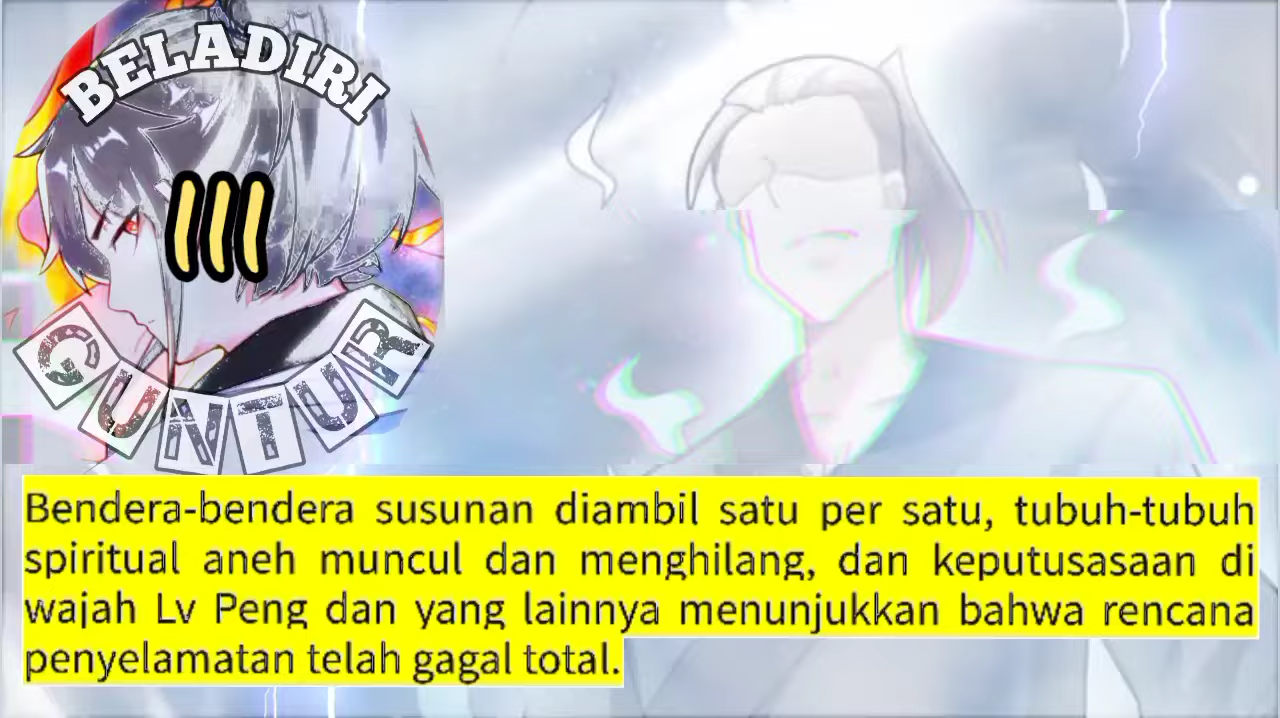 BELADIRI
GUNTUR
Bendera-bendera susunan diambil satu per satu, tubuh-tubuh
spiritual aneh muncul dan menghilang, dan keputusasaan di
wajah Lv Peng dan yang lainnya menunjukkan bahwa rencana
penyelamatan telah gagal total.